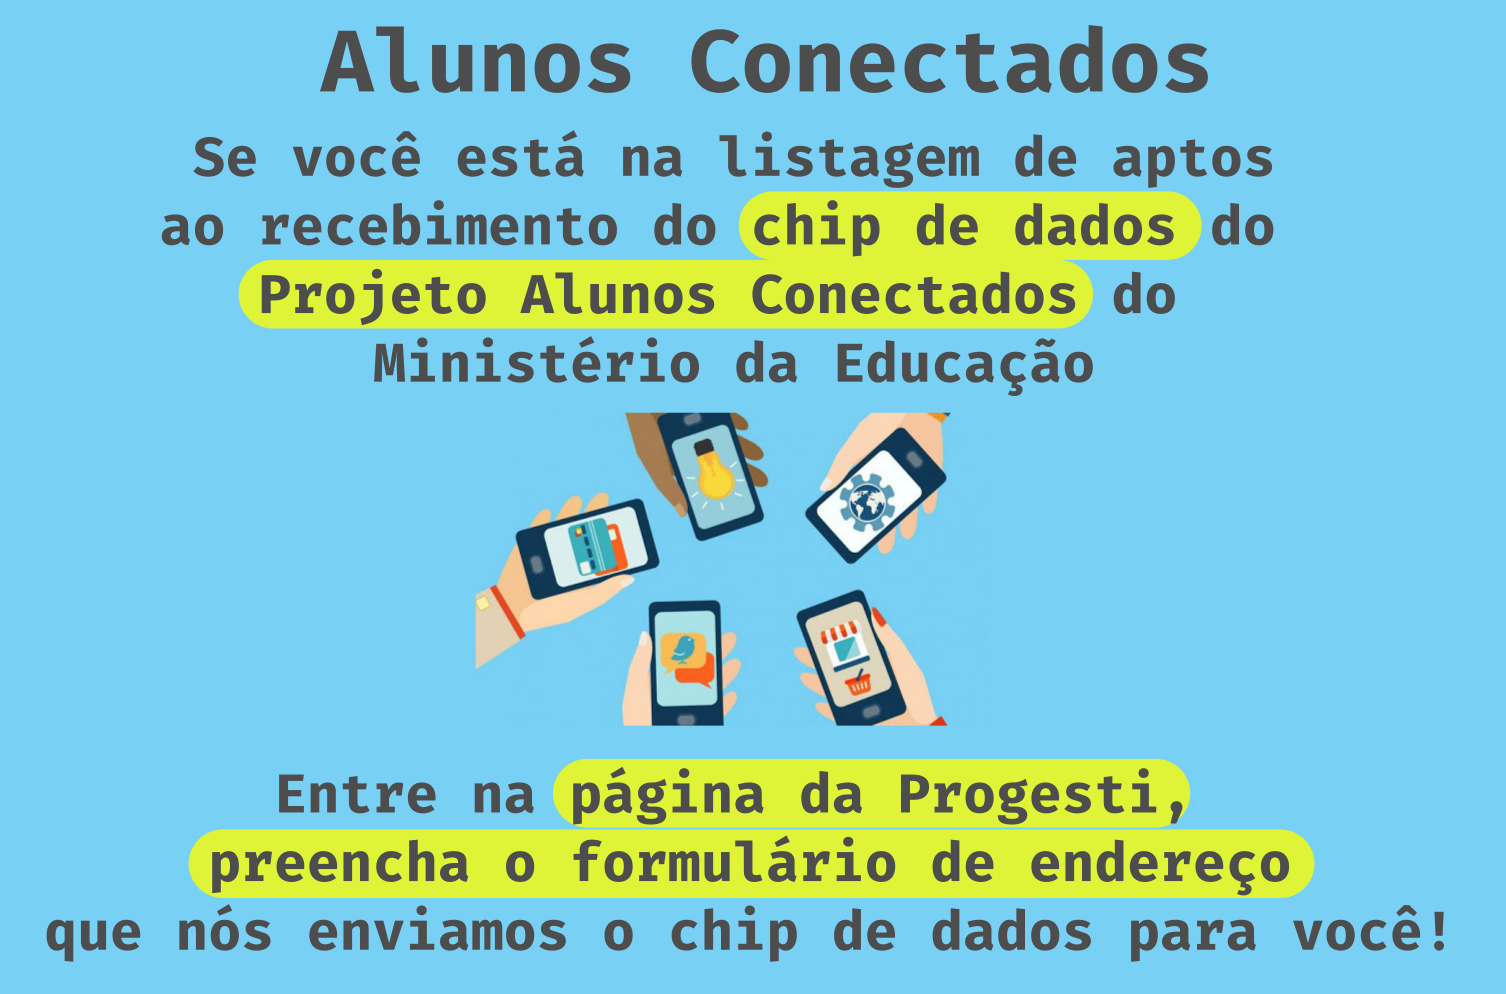 Alunos Conectados
Se você está na listagem de aptos
ao recebimento do chip de dados do
Projeto Alunos Conectados do
Ministério da Educação
Entre na página da Progesti,
preencha o formulário de endereço
que nós enviamos o chip de dados para você!